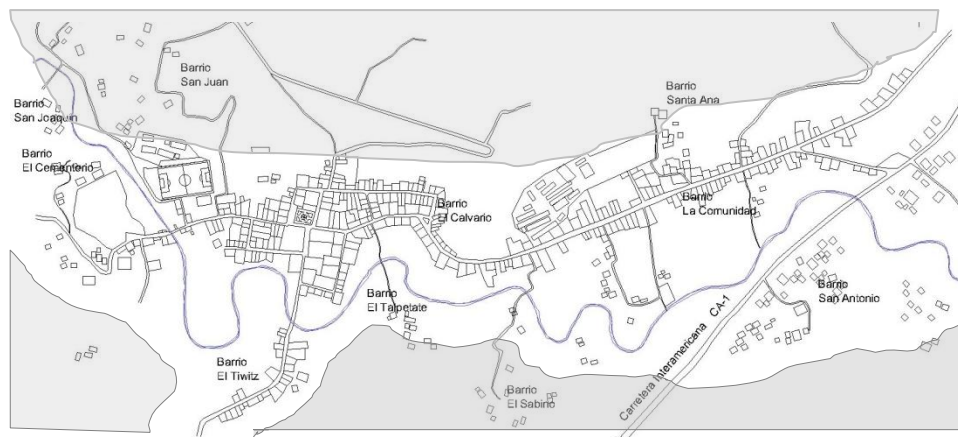 Barrio
San Juan
Barrio
Santa Ana
Barrio
San Joaquin
Barrio
El Cementerio
Barrio
El Calvario
Barrio
La Comunidad
Barrio
San Antonio
Barrio
El Talpetate
Carretera Interamericana CA-1
Barrio
El Tiwitz
Barrio
El Sabino